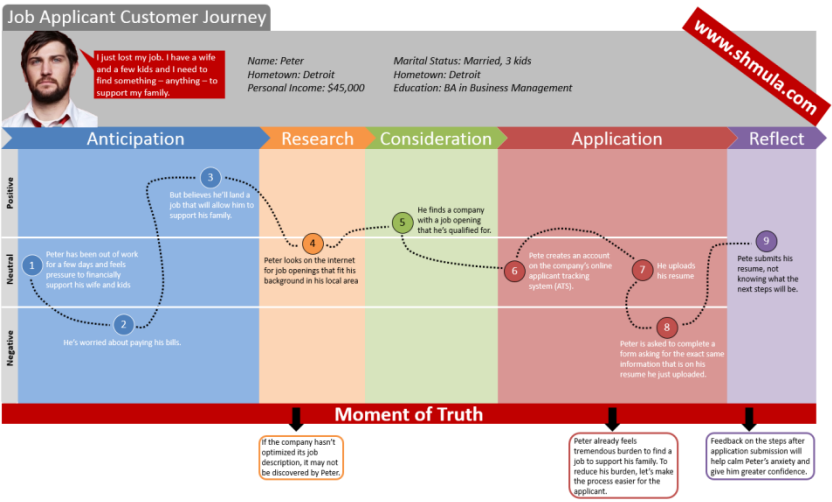 Job Applicant Customer Journey
I just lost my job. I have a wife
and a few kids and I need to
find something – anything – to
support my family.
Name: Peter
Hometown: Detroit
Personal Income: $45,000
Marital Status: Married, 3 kids
Hometown: Detroit
Education: BA in Business Management
www.shmula.com
Anticipation
Research
Consideration
Application
Reflect
Positive
Neutral
Negative
1
Peter has been out of work
for a few days and feels
pressure to financially
support his wife and kids
2
He's worried about paying his bills.
3
But believes he'll land a
job that will allow him to
support his family.
4
Peter looks on the internet
for job openings that fit his
background in his local area
5
He finds a company
with a job opening
that he's qualified for.
6
Pete creates an account
on the company's online
applicant tracking
system (ATS).
7
He uploads
his resume
8
Peter is asked to complete a
form asking for the exact same
information that is on his
resume he just uploaded.
9
Pete submits his
resume, not
knowing what the
next steps will be.
Moment of Truth
If the company hasn't
optimized its job
description, it may not
be discovered by Peter.
Peter already feels
tremendous burden to find a
job to support his family. To
reduce his burden, let's make
the process easier for the
applicant.
Feedback on the steps after
application submission will
help calm Peter's anxiety and
give him greater confidence.